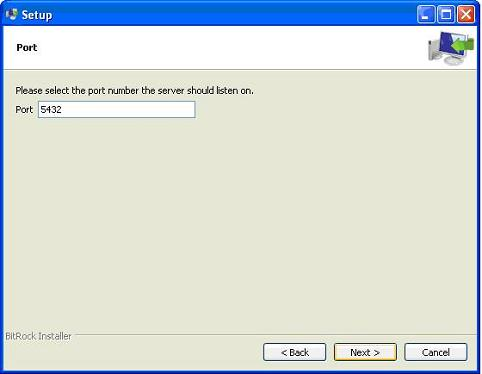 Setup
Port
Please select the port number the server should listen on.
Port 5432
BitRock Installer
< Back Next > Cancel